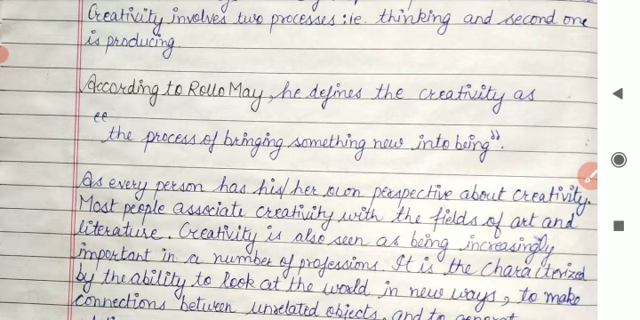 Creativity involves two processes: ie. thinking and second one
is producing.
According to Rollo May, he defines the creativity as
"the process of bringing something new into being".
As every person has his/her own perspective about creativity.
Most people associate creativity with the fields of art and
literature. Creativity is also seen as being increasingly
important in a number of professions. It is the characterized
by the ability to look at the world in new ways, to make
connections between unrelated objects, and to